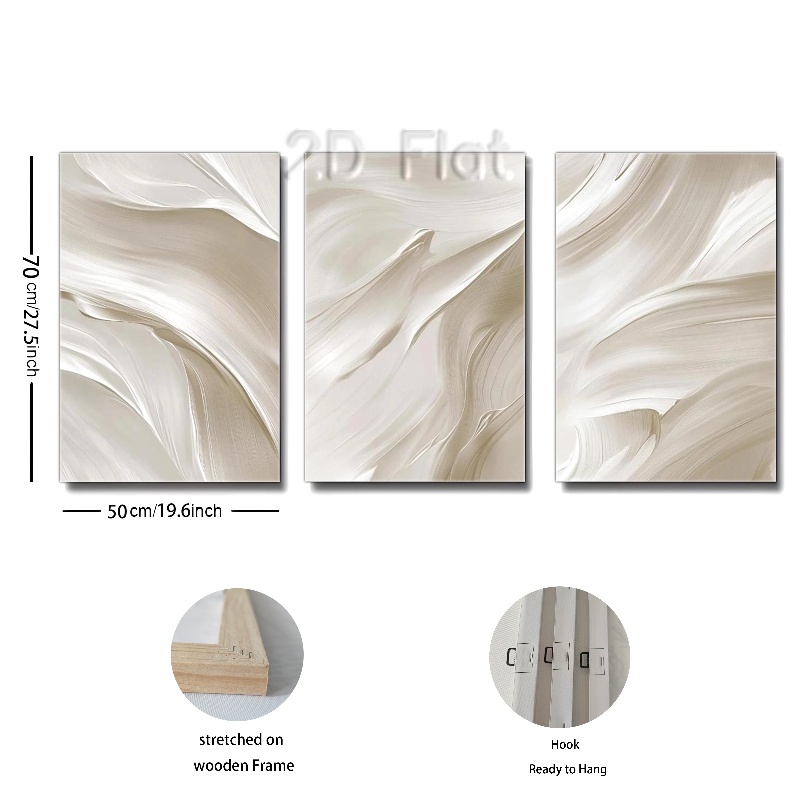 2D Flat
70 cm/27.5inch
50cm/19.6inch
stretched on
wooden Frame
Hook
Ready to Hang